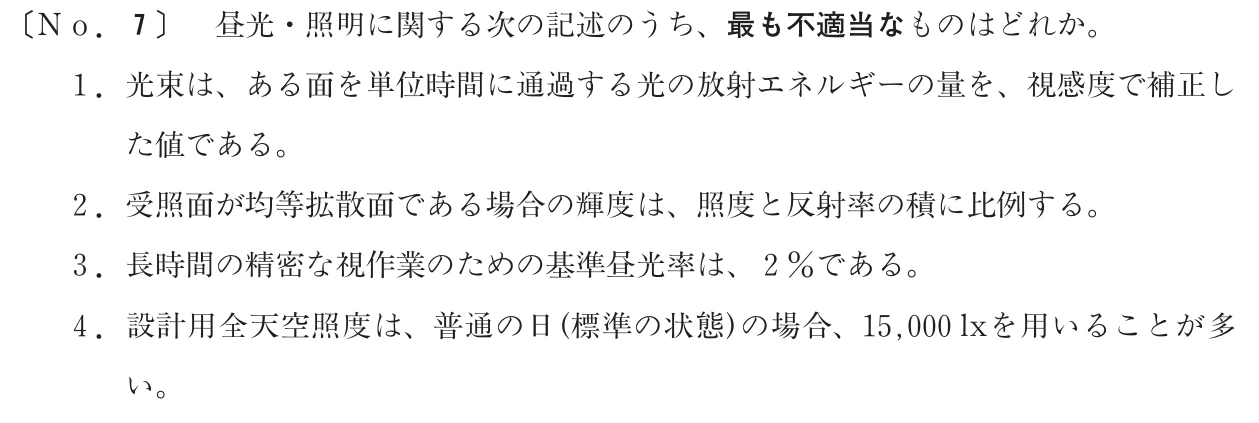 〔Ｎｏ．７〕　昼光・照明に関する次の記述のうち、最も不適当なものはどれか。
１．光束は、ある面を単位時間に通過する光の放射エネルギーの量を、視感度で補正し
た値である。
２．受照面が均等拡散面である場合の輝度は、照度と反射率の積に比例する。
３．長時間の精密な視作業のための基準昼光率は、２％である。
４．設計用全天空照度は、普通の日(標準の状態)の場合、15,000 lxを用いることが多
い。